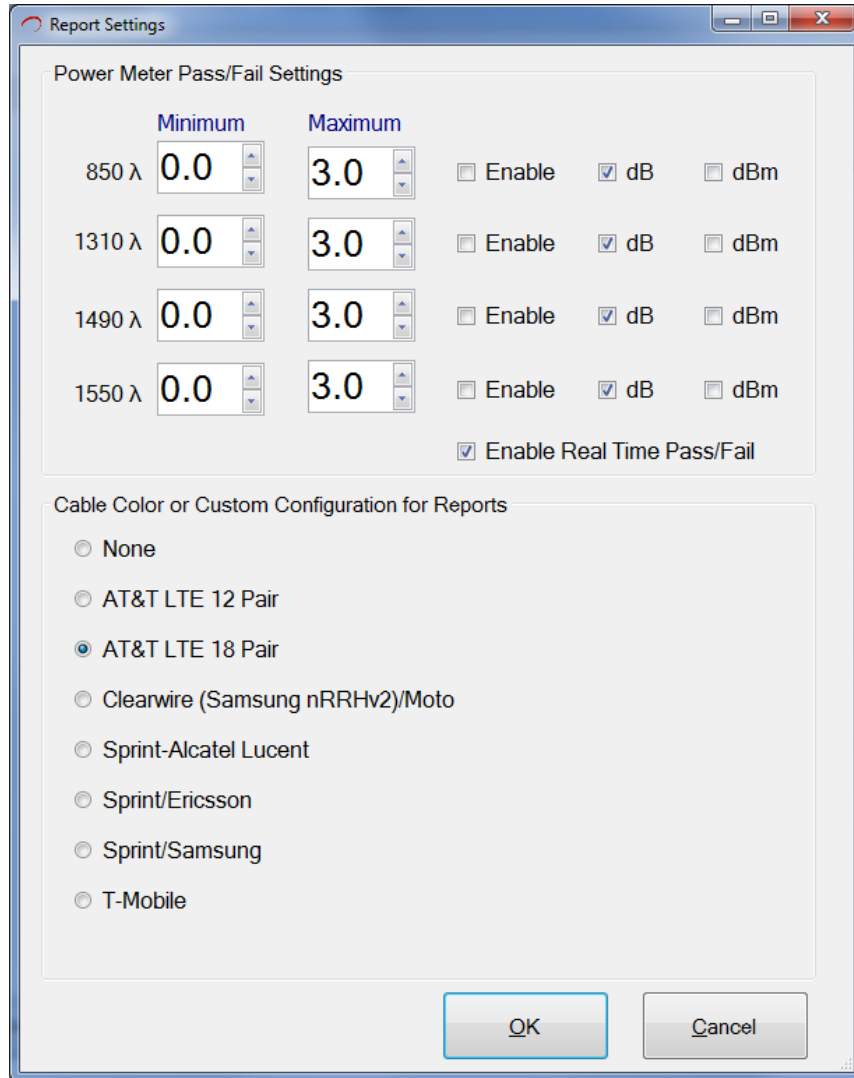 Report Settings
Power Meter Pass/Fail Settings
Minimum Maximum
850 λ 0.0 3.0 Enable dB dBm
1310 λ 0.0 3.0 Enable dB dBm
1490 λ 0.0 3.0 Enable dB dBm
1550 λ 0.0 3.0 Enable dB dBm
Enable Real Time Pass/Fail
Cable Color or Custom Configuration for Reports
None
AT&T LTE 12 Pair
AT&T LTE 18 Pair
Clearwire (Samsung nRRHv2)/Moto
Sprint-Alcatel Lucent
Sprint/Ericsson
Sprint/Samsung
T-Mobile
OK Cancel